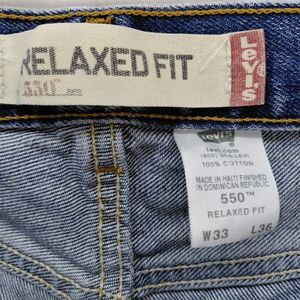 RELAXED FIT
550
LEVI'S
LEVI'S
levi.com
(800) USA-LEVI
100% COTTON
MADE IN HAITI FINISHED
IN DOMINICAN REPUBLIC
550™
RELAXED FIT
W33 L36